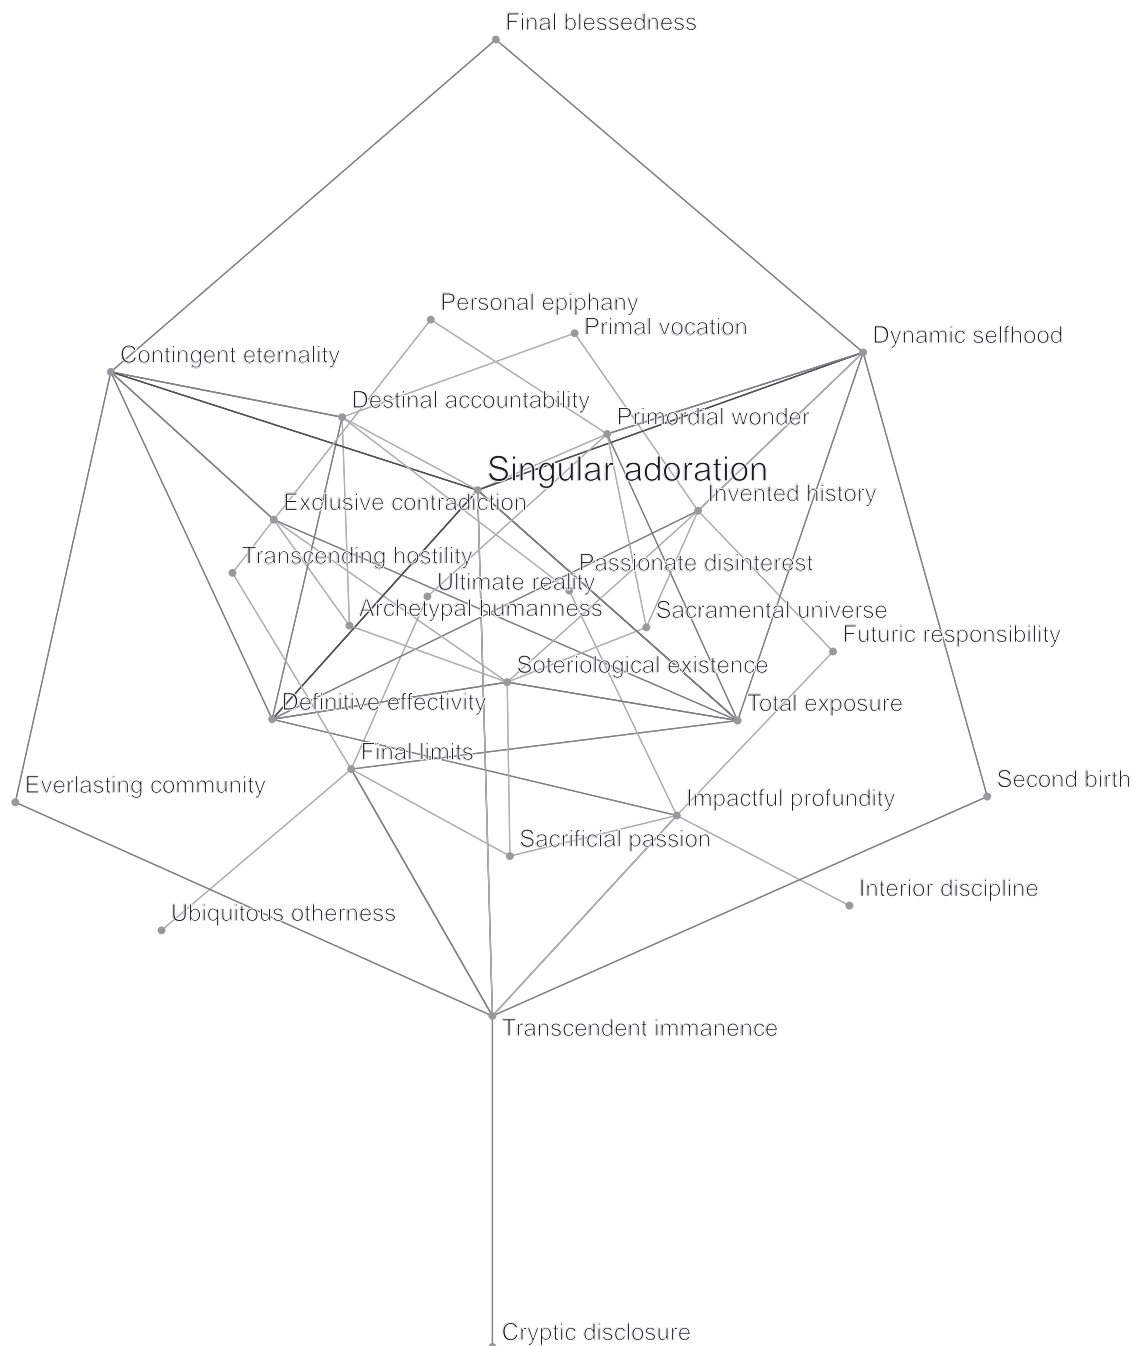 Final blessedness
Personal epiphany
Primal vocation
Dynamic selfhood
Contingent eternality
Destinal accountability
Primordial wonder
Singular adoration
Invented history
Exclusive contradiction
Transcending hostility
Passionate disinterest
Ultimate reality
Archetypal humanness
Sacramental universe
Futuric responsibility
Soteriological existence
Definitive effectivity
Total exposure
Final limits
Second birth
Everlasting community
Impactful profundity
Sacrificial passion
Interior discipline
Ubiquitous otherness
Transcendent immanence
Cryptic disclosure